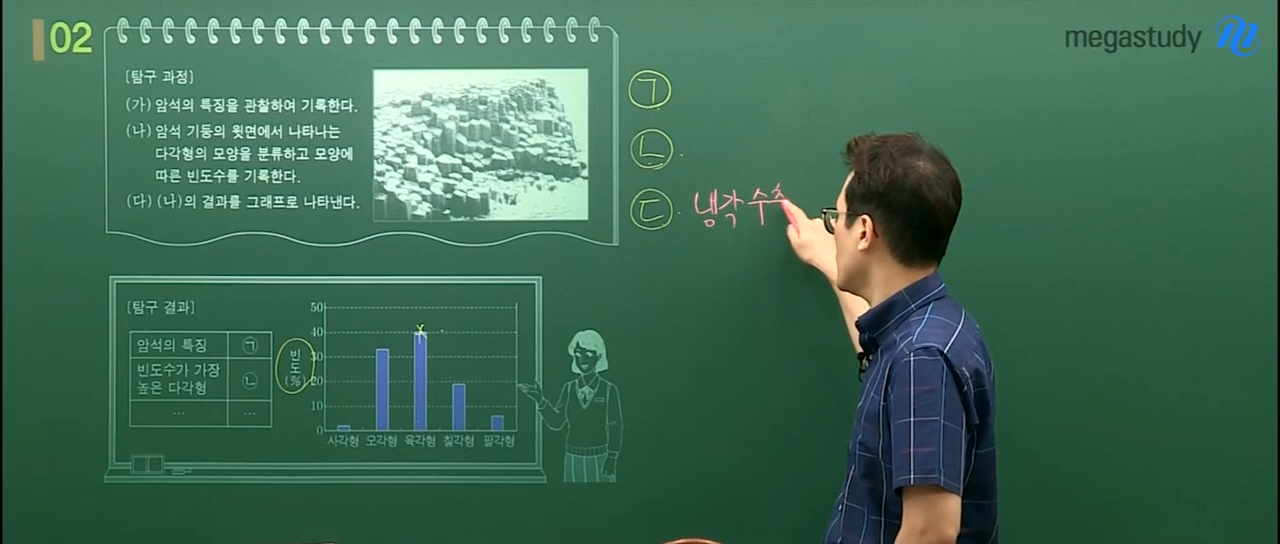 02
megastudy
[탐구 과정]
(가) 암석의 특징을 관찰하여 기록한다.
(나) 암석 기둥의 윗면에서 나타나는
다각형의 모양을 분류하고 모양에
따른 빈도수를 기록한다.
(다) (나)의 결과를 그래프로 나타낸다.
ㄱ
ㄴ.
ㄷ. 냉각 수축
[탐구 결과]
암석의 특징 ㉠
빈도수가 가장
높은 다각형 ㉡
… …
빈도(%)
50
40
30
20
10
0
사각형 오각형 육각형 칠각형 팔각형